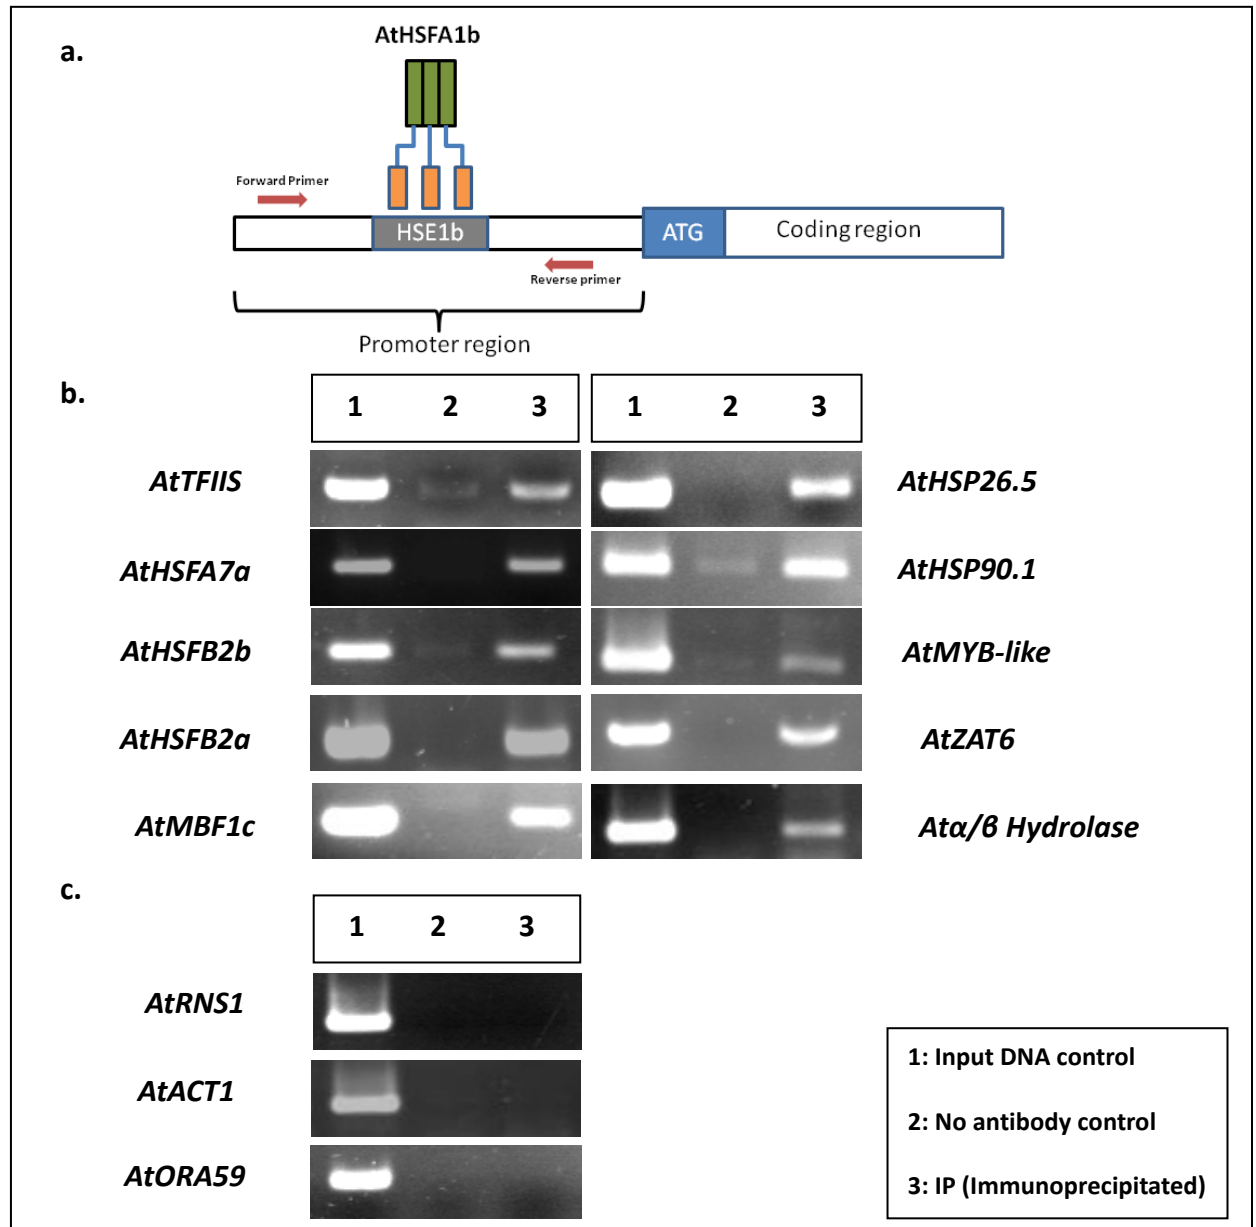 a.
AtHSFA1b
Forward Primer
HSE1b
ATG
Coding region
Reverse primer
Promoter region
b.
1 2 3
1 2 3
AtTFIIS
AtHSP26.5
AtHSFA7a
AtHSP90.1
AtHSFB2b
AtMYB-like
AtHSFB2a
AtZAT6
AtMBF1c
Atα/β Hydrolase
c.
1 2 3
AtRNS1
AtACT1
AtORA59
1: Input DNA control
2: No antibody control
3: IP (Immunoprecipitated)